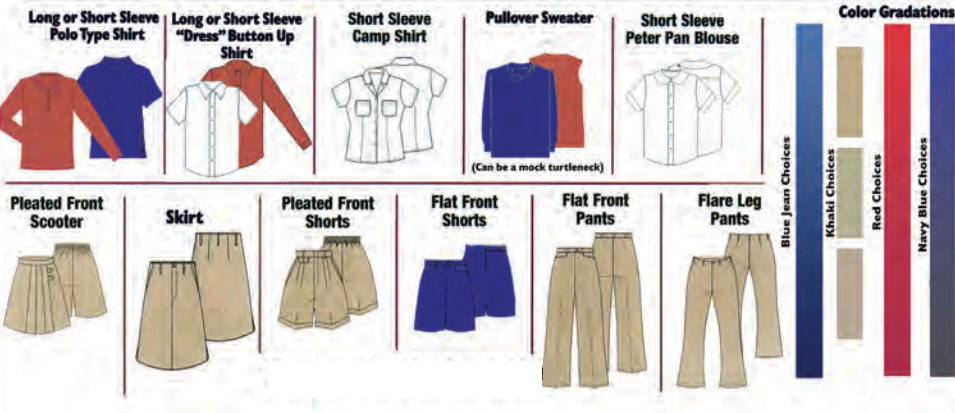 Long or Short Sleeve
Polo Type Shirt
Long or Short Sleeve
“Dress” Button Up
Shirt
Short Sleeve
Camp Shirt
Pullover Sweater
(Can be a mock turtleneck)
Short Sleeve
Peter Pan Blouse
Color Gradations
Pleated Front
Scooter
Skirt
Pleated Front
Shorts
Flat Front
Shorts
Flat Front
Pants
Flare Leg
Pants
Blue Jean Choices
Khaki Choices
Red Choices
Navy Blue Choices